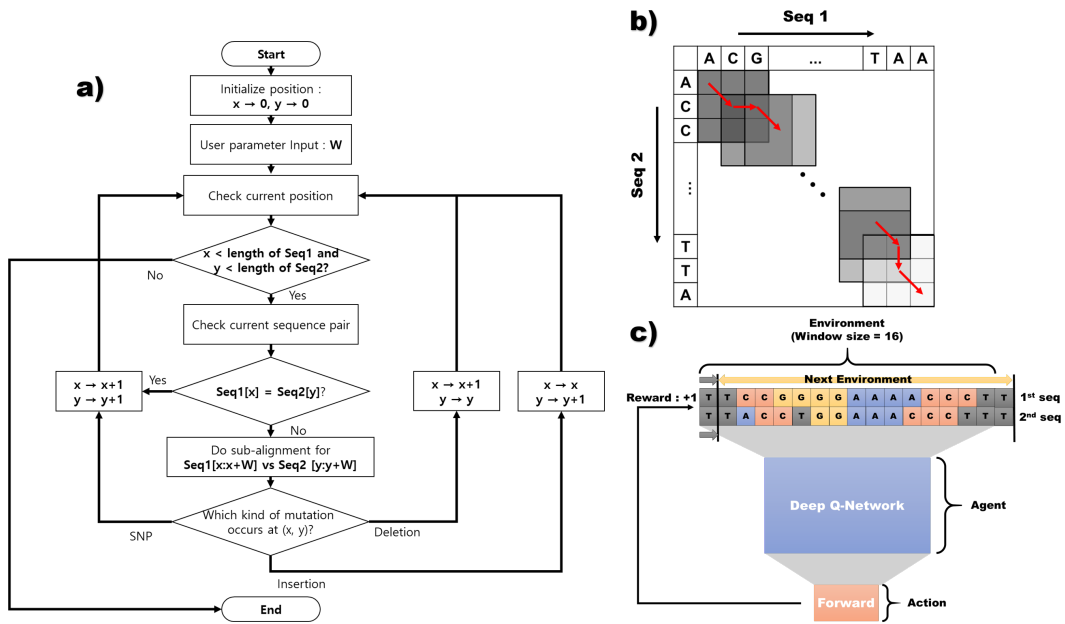 a)
Start
Initialize position :
x → 0, y → 0
User parameter Input : W
Check current position
x < length of Seq1 and
y < length of Seq2?
No
Yes
Check current sequence pair
Seq1[x] = Seq2[y]?
Yes
No
x → x+1
y → y+1
x → x+1
y → y
x → x
y → y+1
Do sub-alignment for
Seq1[x:x+W] vs Seq2 [y:y+W]
Which kind of mutation
occurs at (x, y)?
SNP
Deletion
Insertion
End
b)
Seq 1
A C G ... T A A
Seq 2
A
C
C
...
T
T
A
c)
Environment
(Window size = 16)
Next Environment
Reward : +1
T T C C G G G G A A A A C C C T T
1st seq
T T A C C T G G A A A C C C T T T
2nd seq
Deep Q-Network
Agent
Forward
Action